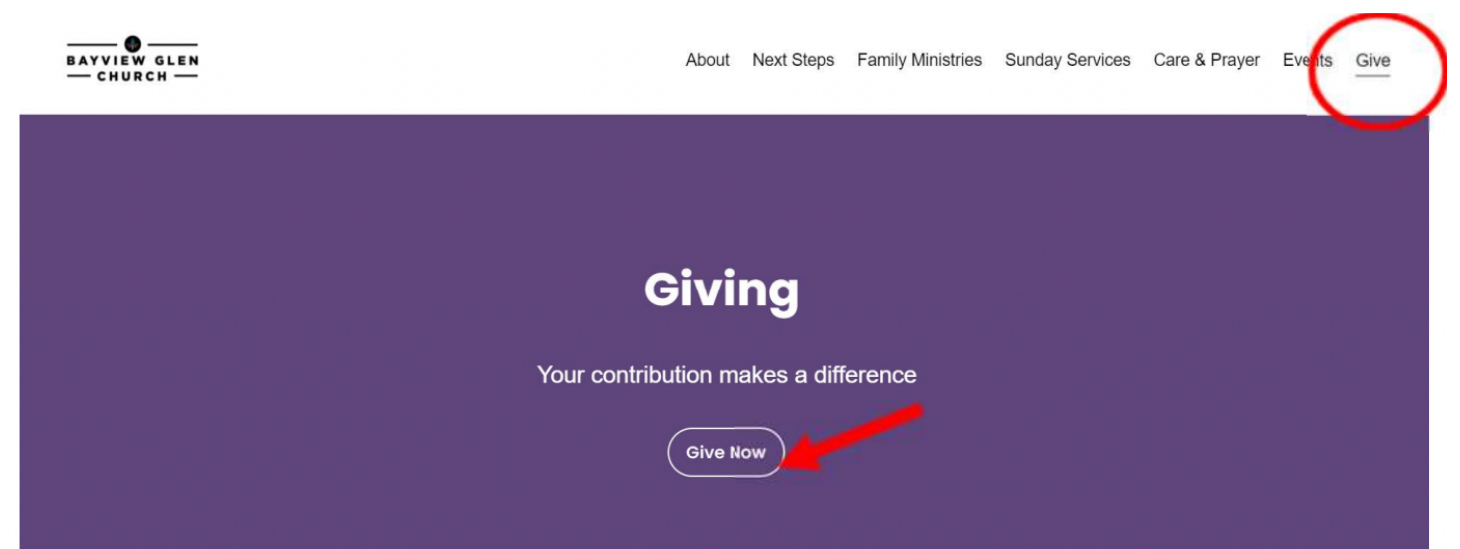 BAYVIEW GLEN
CHURCH
About Next Steps Family Ministries Sunday Services Care & Prayer Events Give
Giving
Your contribution makes a difference
Give Now